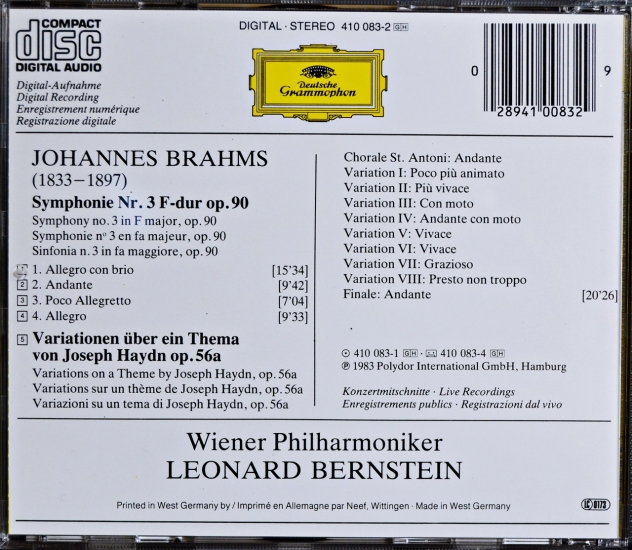 COMPACT
disc
DIGITAL AUDIO
DIGITAL · STEREO 410 083-2 GH
Deutsche
Grammophon
0
9
28941 00832
Digital-Aufnahme
Digital Recording
Enregistrement numérique
Registrazione digitale
JOHANNES BRAHMS
(1833–1897)
Symphonie Nr. 3 F-dur op. 90
Symphony no. 3 in F major, op. 90
Symphonie nº 3 en fa majeur, op. 90
Sinfonia n. 3 in fa maggiore, op. 90
1 1. Allegro con brio [15'34]
2 2. Andante [9'42]
3 3. Poco Allegretto [7'04]
4 4. Allegro [9'33]
5 Variationen über ein Thema
von Joseph Haydn op. 56a
Variations on a Theme by Joseph Haydn, op. 56a
Variations sur un thème de Joseph Haydn, op. 56a
Variazioni su un tema di Joseph Haydn, op. 56a
Chorale St. Antoni: Andante
Variation I: Poco più animato
Variation II: Più vivace
Variation III: Con moto
Variation IV: Andante con moto
Variation V: Vivace
Variation VI: Vivace
Variation VII: Grazioso
Variation VIII: Presto non troppo
Finale: Andante [20'26]
410 083-1 GH · 410 083-4 GH
℗ 1983 Polydor International GmbH, Hamburg
Konzertmitschnitte · Live Recordings
Enregistrements publics · Registrazioni dal vivo
Wiener Philharmoniker
LEONARD BERNSTEIN
Printed in West Germany by / Imprimé en Allemagne par Neef, Wittingen · Made in West Germany
LC 0173